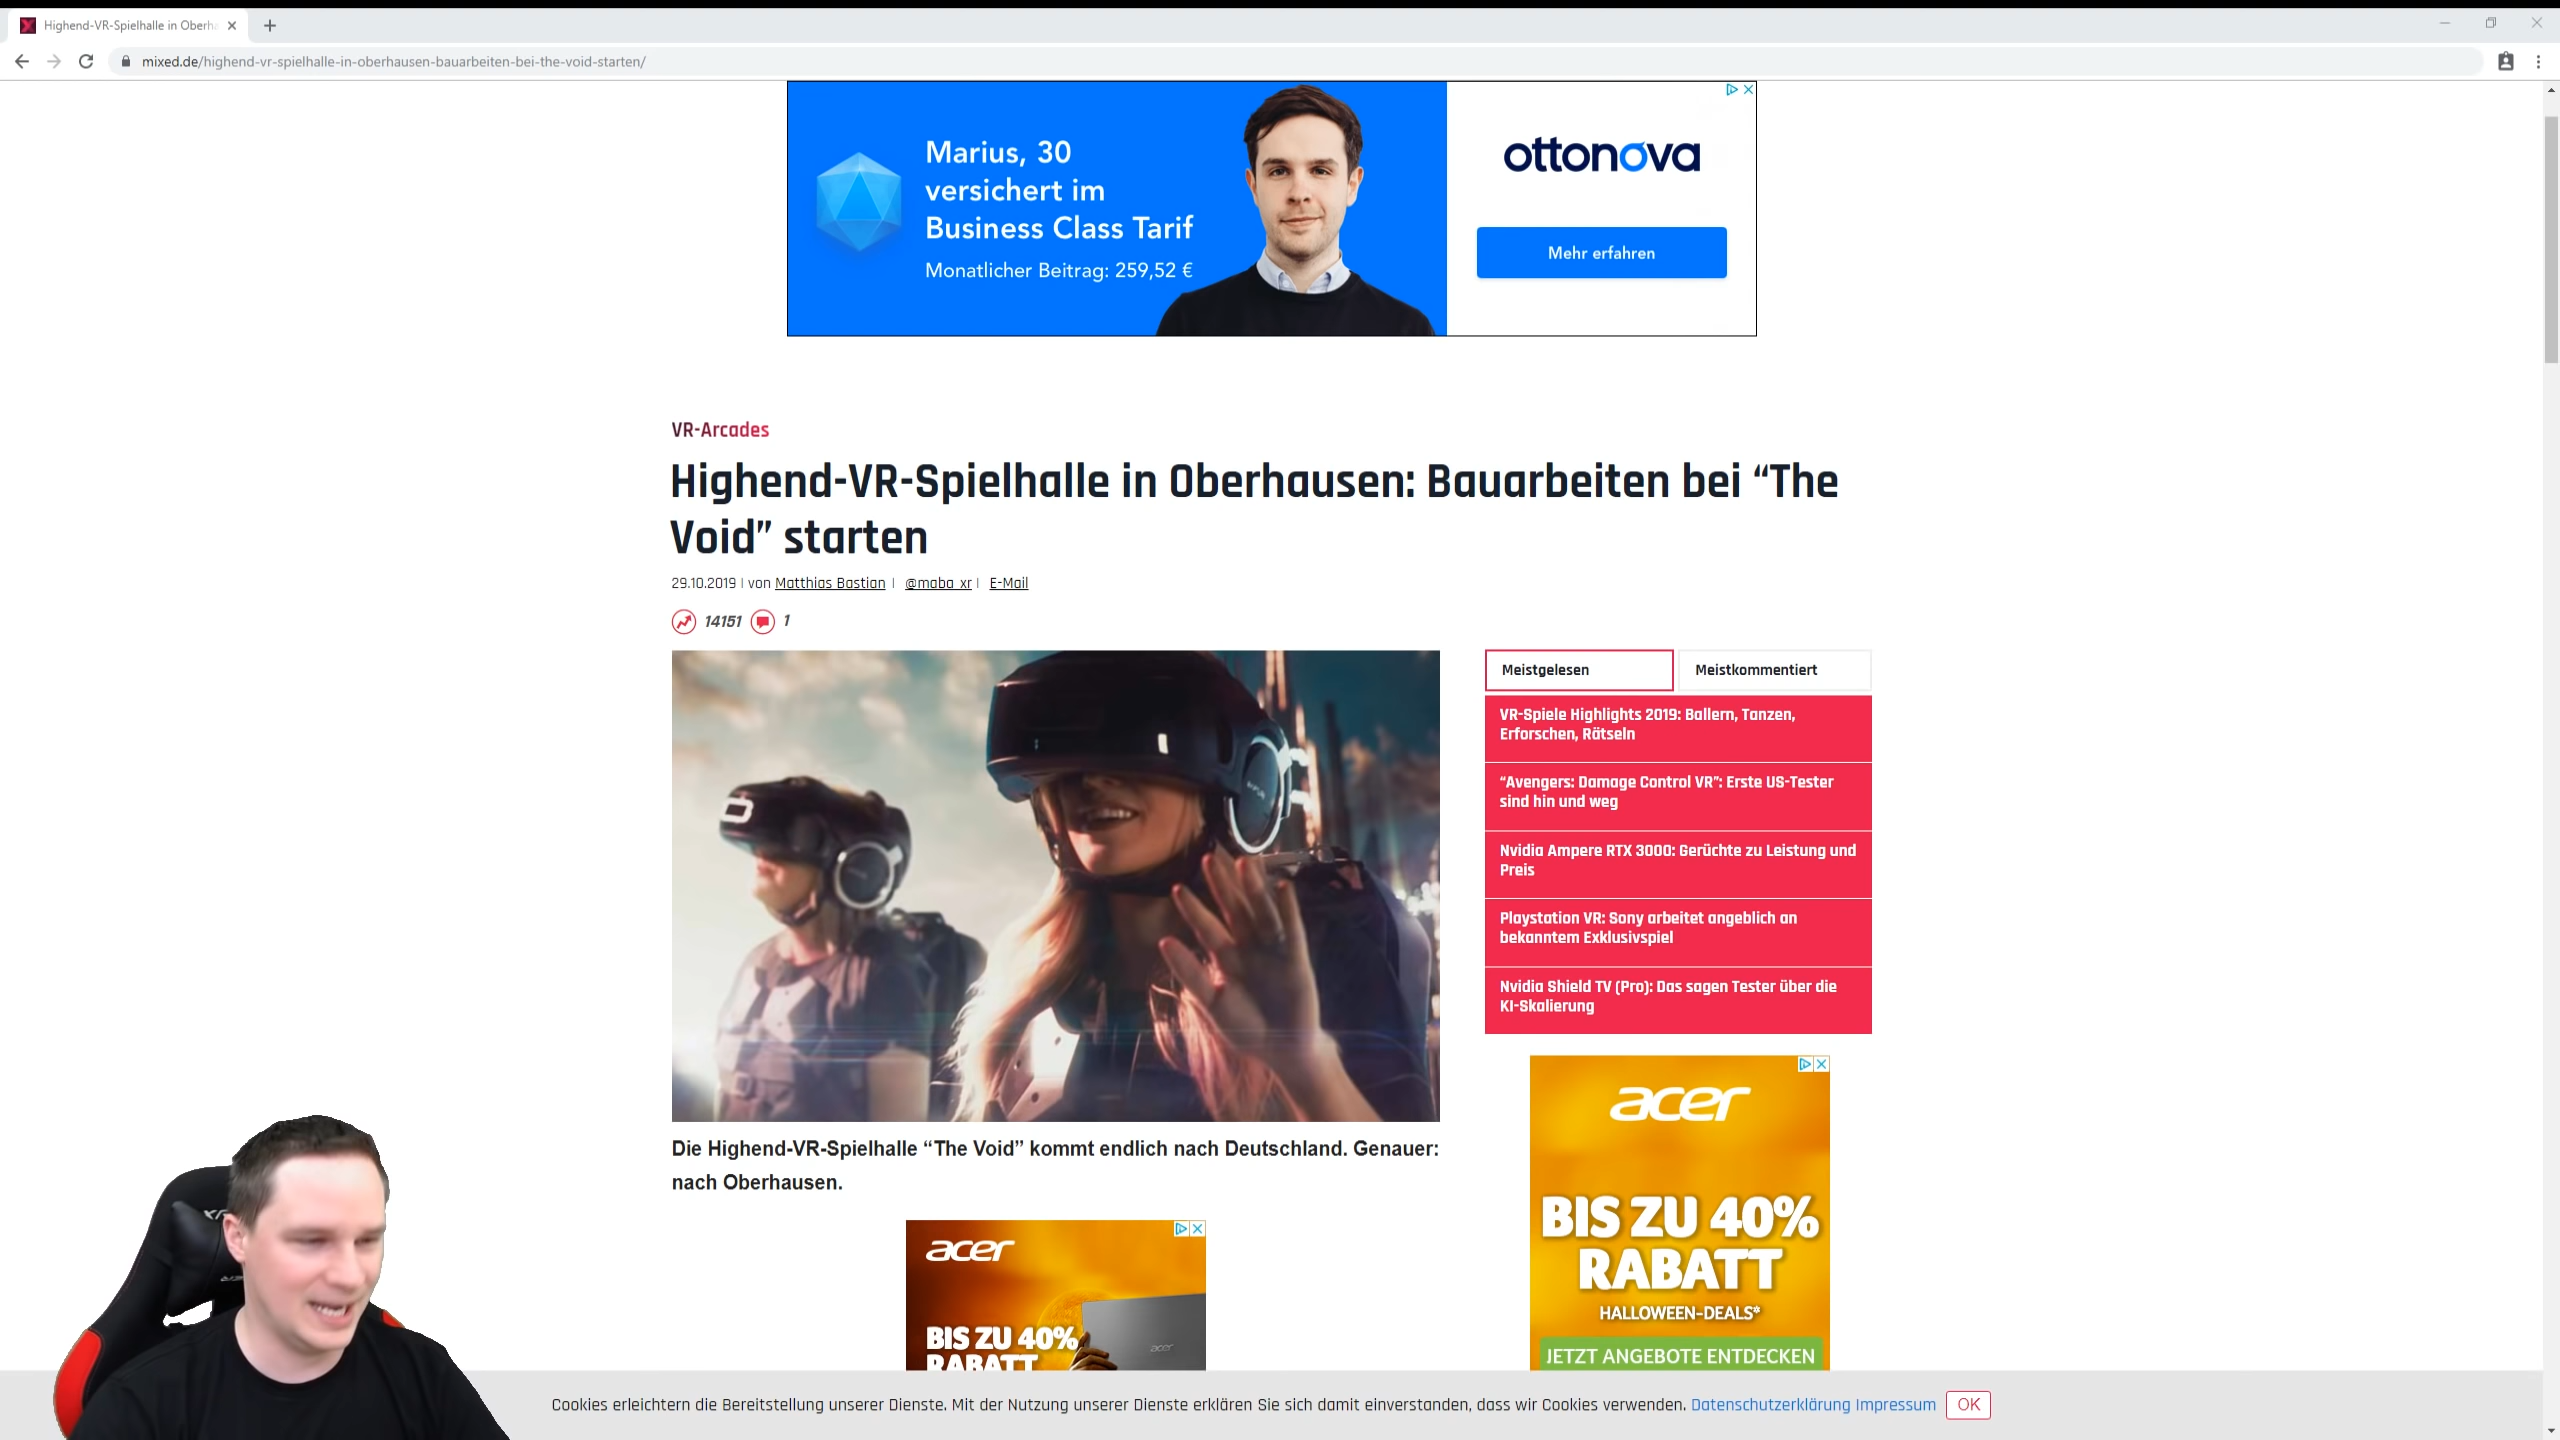 Highend-VR-Spielhalle in Oberha
mixed.de/highend-vr-spielhalle-in-oberhausen-bauarbeiten-bei-the-void-starten/
Marius, 30
versichert im
Business Class Tarif
Monatlicher Beitrag: 259,52 €
ottonova
Mehr erfahren
VR-Arcades
Highend-VR-Spielhalle in Oberhausen: Bauarbeiten bei “The
Void” starten
29.10.2019 | von Matthias Bastian | @maba_xr | E-Mail
14151 1
Meistgelesen Meistkommentiert
VR-Spiele Highlights 2019: Ballern, Tanzen,
Erforschen, Rätseln
“Avengers: Damage Control VR”: Erste US-Tester
sind hin und weg
Nvidia Ampere RTX 3000: Gerüchte zu Leistung und
Preis
Playstation VR: Sony arbeitet angeblich an
bekanntem Exklusivspiel
Nvidia Shield TV (Pro): Das sagen Tester über die
KI-Skalierung
Die Highend-VR-Spielhalle “The Void” kommt endlich nach Deutschland. Genauer:
nach Oberhausen.
acer
BIS ZU 40%
RABATT
acer
acer
BIS ZU 40%
RABATT
HALLOWEEN-DEALS*
JETZT ANGEBOTE ENTDECKEN
Cookies erleichtern die Bereitstellung unserer Dienste. Mit der Nutzung unserer Dienste erklären Sie sich damit einverstanden, dass wir Cookies verwenden. Datenschutzerklärung Impressum OK